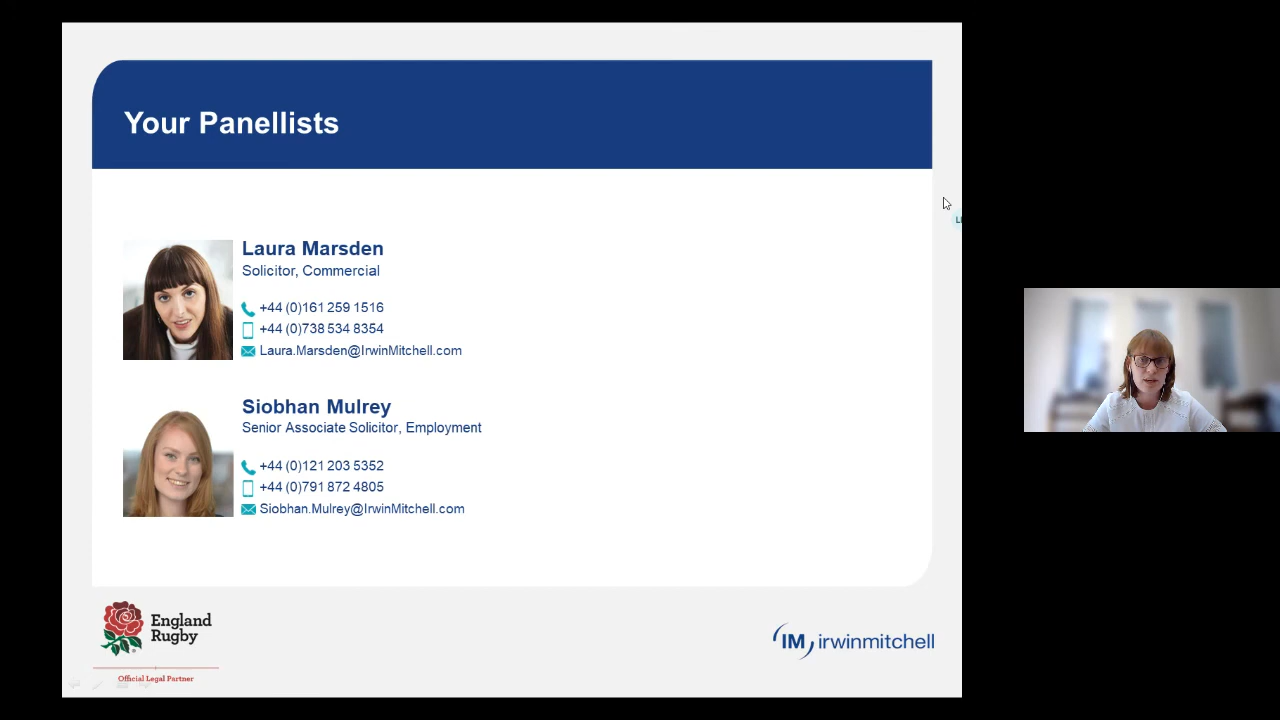 Your Panellists
Laura Marsden
Solicitor, Commercial
+44 (0)161 259 1516
+44 (0)738 534 8354
Laura.Marsden@IrwinMitchell.com
Siobhan Mulrey
Senior Associate Solicitor, Employment
+44 (0)121 203 5352
+44 (0)791 872 4805
Siobhan.Mulrey@IrwinMitchell.com
England
Rugby
Official Legal Partner
IM irwinmitchell